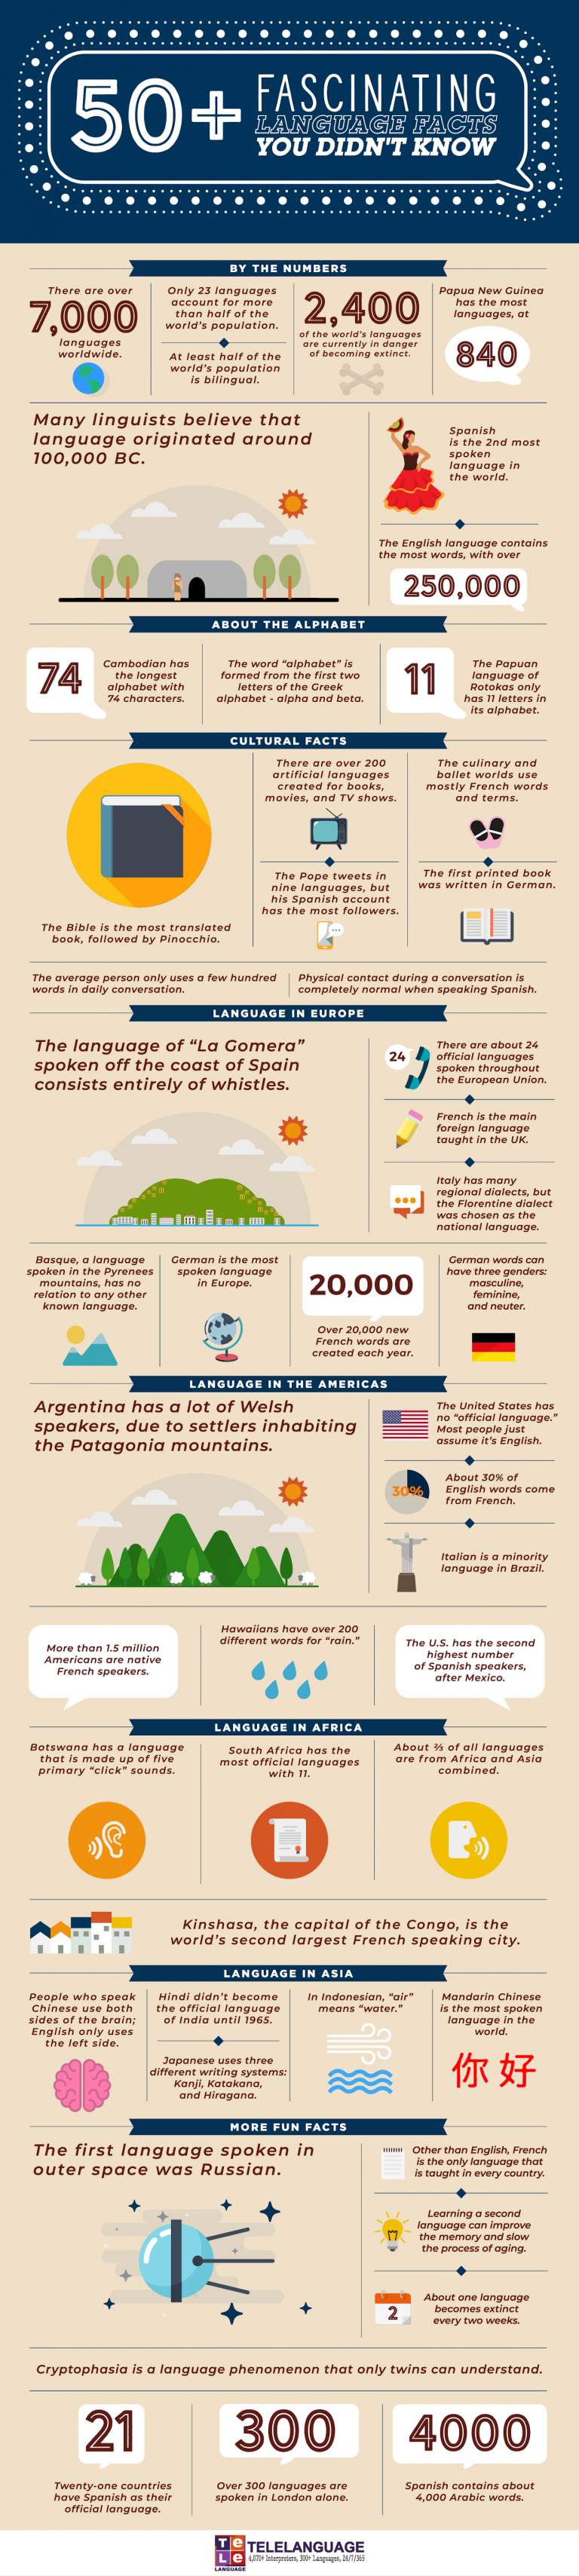 50+
FASCINATING
LANGUAGE FACTS
YOU DIDN'T KNOW
BY THE NUMBERS
There are over
7,000
languages
worldwide.
Only 23 languages
account for more
than half of the
world's population.
At least half of the
world's population
is bilingual.
2,400
of the world's languages
are currently in danger
of becoming extinct.
Papua New Guinea
has the most
languages, at
840
Many linguists believe that
language originated around
100,000 BC.
Spanish
is the 2nd most
spoken
language in
the world.
The English language contains
the most words, with over
250,000
ABOUT THE ALPHABET
74
Cambodian has
the longest
alphabet with
74 characters.
The word “alphabet” is
formed from the first two
letters of the Greek
alphabet - alpha and beta.
11
The Papuan
language of
Rotokas only
has 11 letters in
its alphabet.
CULTURAL FACTS
The Bible is the most translated
book, followed by Pinocchio.
There are over 200
artificial languages
created for books,
movies, and TV shows.
The Pope tweets in
nine languages, but
his Spanish account
has the most followers.
The culinary and
ballet worlds use
mostly French words
and terms.
The first printed book
was written in German.
The average person only uses a few hundred
words in daily conversation.
Physical contact during a conversation is
completely normal when speaking Spanish.
LANGUAGE IN EUROPE
The language of “La Gomera”
spoken off the coast of Spain
consists entirely of whistles.
24
There are about 24
official languages
spoken throughout
the European Union.
French is the main
foreign language
taught in the UK.
Italy has many
regional dialects, but
the Florentine dialect
was chosen as the
national language.
Basque, a language
spoken in the Pyrenees
mountains, has no
relation to any other
known language.
German is the most
spoken language
in Europe.
20,000
Over 20,000 new
French words are
created each year.
German words can
have three genders:
masculine,
feminine,
and neuter.
LANGUAGE IN THE AMERICAS
Argentina has a lot of Welsh
speakers, due to settlers inhabiting
the Patagonia mountains.
The United States has
no “official language.”
Most people just
assume it's English.
30%
About 30% of
English words come
from French.
Italian is a minority
language in Brazil.
More than 1.5 million
Americans are native
French speakers.
Hawaiians have over 200
different words for “rain.”
The U.S. has the second
highest number
of Spanish speakers,
after Mexico.
LANGUAGE IN AFRICA
Botswana has a language
that is made up of five
primary “click” sounds.
South Africa has the
most official languages
with 11.
About ⅔ of all languages
are from Africa and Asia
combined.
Kinshasa, the capital of the Congo, is the
world's second largest French speaking city.
LANGUAGE IN ASIA
People who speak
Chinese use both
sides of the brain;
English only uses
the left side.
Hindi didn't become
the official language
of India until 1965.
Japanese uses three
different writing systems:
Kanji, Katakana,
and Hiragana.
In Indonesian, “air”
means “water.”
Mandarin Chinese
is the most spoken
language in the
world.
你好
MORE FUN FACTS
The first language spoken in
outer space was Russian.
Other than English, French
is the only language that
is taught in every country.
Learning a second
language can improve
the memory and slow
the process of aging.
2
About one language
becomes extinct
every two weeks.
Cryptophasia is a language phenomenon that only twins can understand.
21
Twenty-one countries
have Spanish as their
official language.
300
Over 300 languages are
spoken in London alone.
4000
Spanish contains about
4,000 Arabic words.
TeLe
LANGUAGE
TELELANGUAGE
4,070+ Interpreters, 300+ Languages, 24/7/365